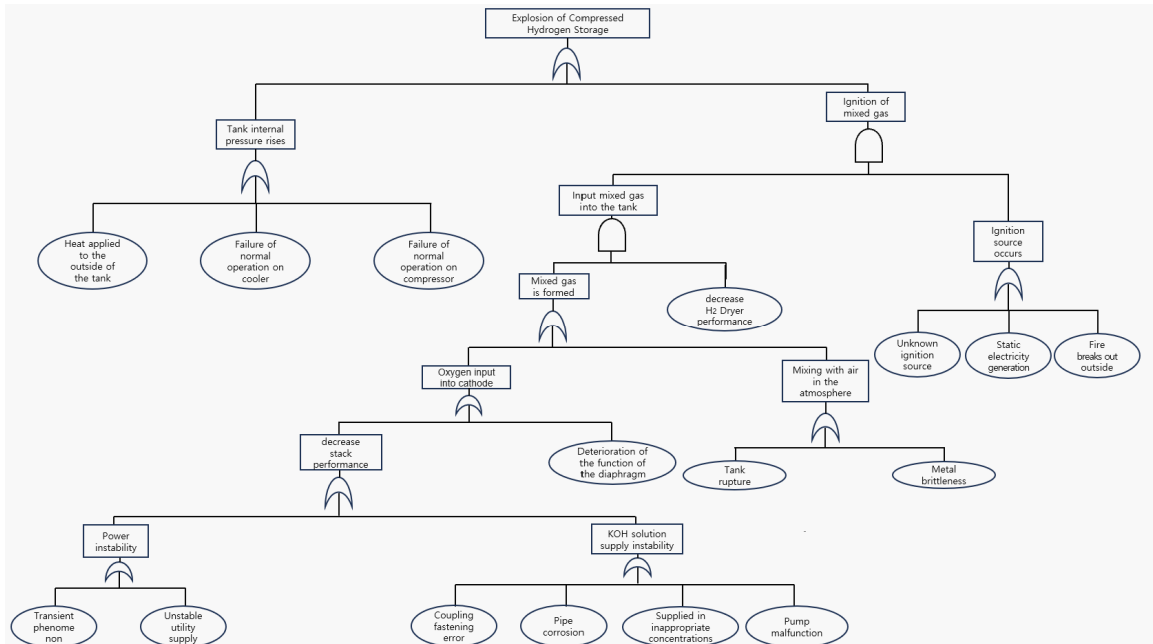 Explosion of Compressed
Hydrogen Storage
Ignition of
mixed gas
Tank internal
pressure rises
Input mixed gas
into the tank
Heat applied
to the
outside of
the tank
Failure of
normal
operation on
cooler
Failure of
normal
operation on
compressor
Ignition
source
occurs
Mixed gas
is formed
decrease
H2 Dryer
performance
Unknown
ignition
source
Static
electricity
generation
Fire
breaks out
outside
Oxygen input
into cathode
Mixing with air
in the
atmosphere
decrease
stack
performance
Deterioration of
the function of
the diaphragm
Tank
rupture
Metal
brittleness
Power
instability
KOH solution
supply instability
Transient
phenome
non
Unstable
utility
supply
Coupling
fastening
error
Pipe
corrosion
Supplied in
inappropriate
concentrations
Pump
malfunction